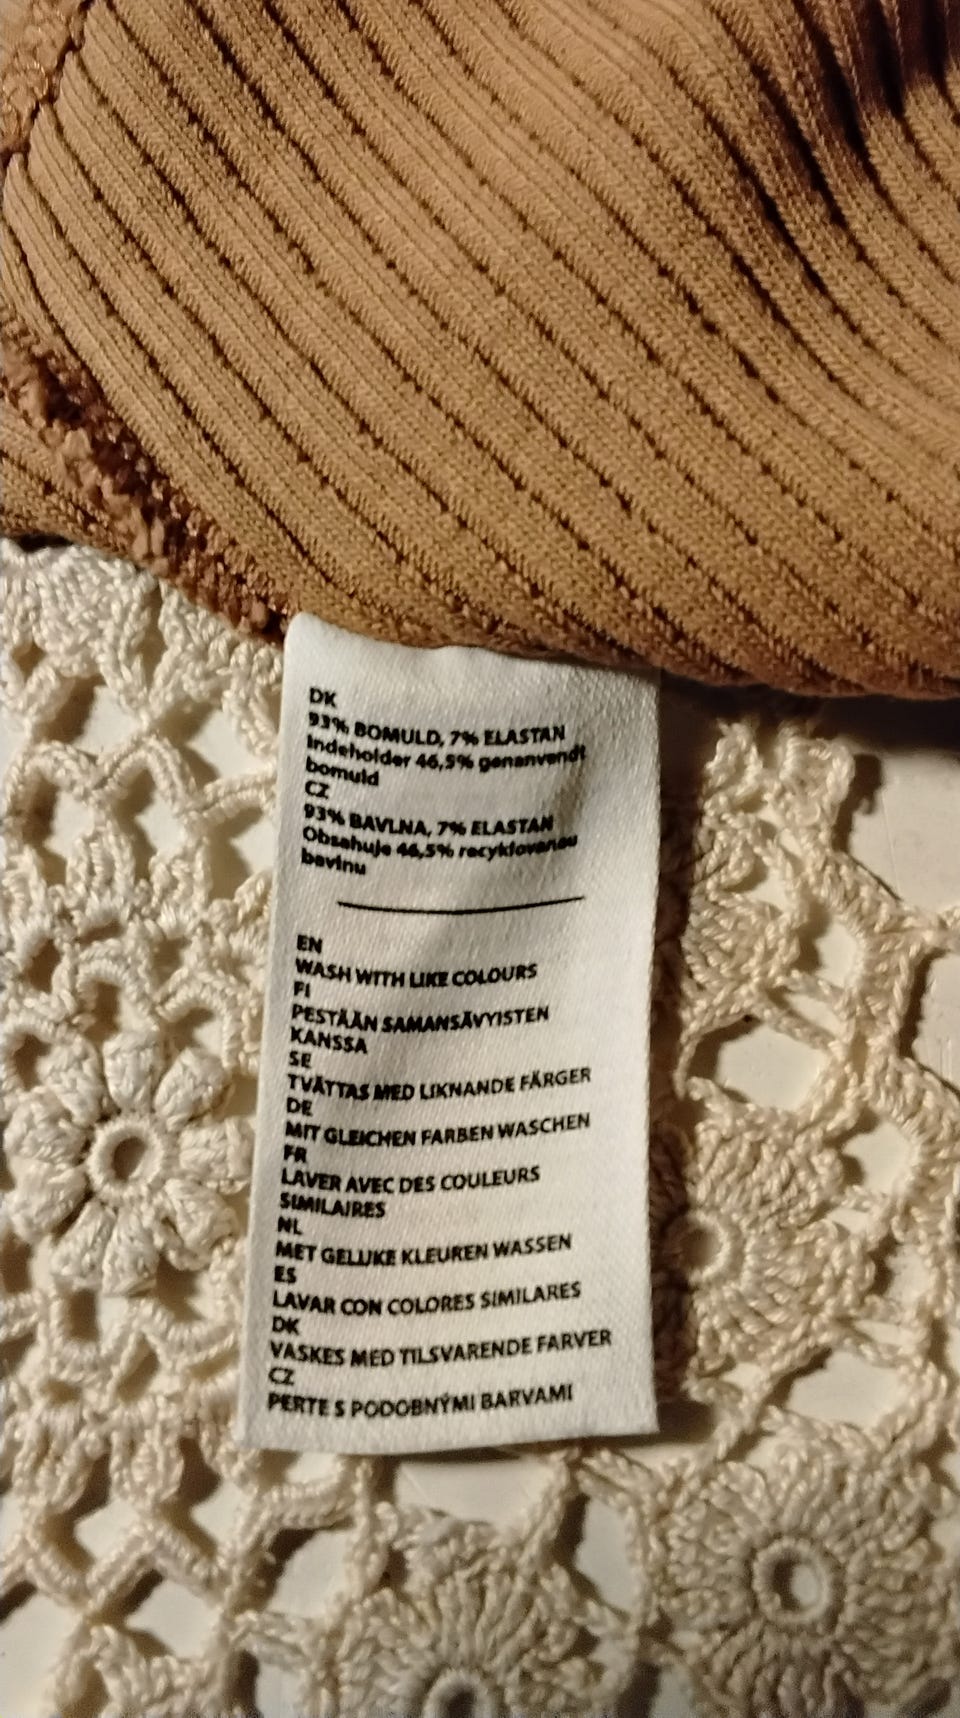 DK
93% BOMULD, 7% ELASTAN
Indeholder 46,5% genanvendt
bomuld
CZ
93% BAVLNA, 7% ELASTAN
Obsahuje 46,5% recyklovanou
bavlnu
EN
WASH WITH LIKE COLOURS
FI
PESTÄÄN SAMANSÄVYISTEN
KANSSA
SE
TVÄTTAS MED LIKNANDE FÄRGER
DE
MIT GLEICHEN FARBEN WASCHEN
FR
LAVER AVEC DES COULEURS
SIMILAIRES
NL
MET GELIJKE KLEUREN WASSEN
ES
LAVAR CON COLORES SIMILARES
DK
VASKES MED TILSVARENDE FARVER
CZ
PERTE S PODOBNÝMI BARVAMI